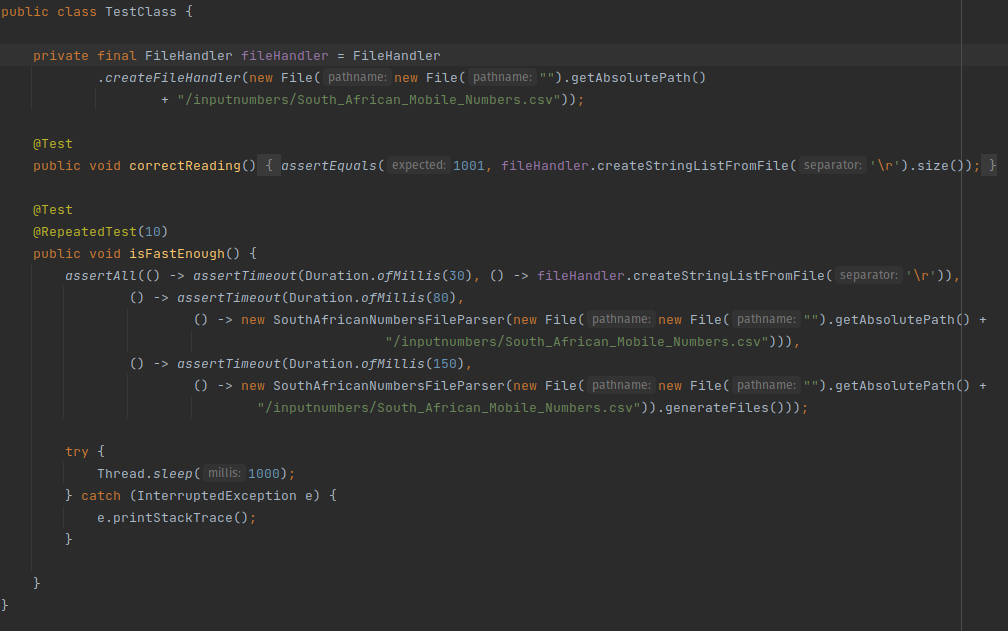 public class TestClass {
private final FileHandler fileHandler = FileHandler
.createFileHandler(new File( pathname: new File( pathname: "").getAbsolutePath()
+ "/inputnumbers/South_African_Mobile_Numbers.csv"));
@Test
public void correctReading() { assertEquals( expected: 1001, fileHandler.createStringListFromFile( separator: '\r').size()); }
@Test
@RepeatedTest(10)
public void isFastEnough() {
assertAll(() -> assertTimeout(Duration.ofMillis(30), () -> fileHandler.createStringListFromFile( separator: '\r')),
() -> assertTimeout(Duration.ofMillis(80),
() -> new SouthAfricanNumbersFileParser(new File( pathname: new File( pathname: "").getAbsolutePath() +
"/inputnumbers/South_African_Mobile_Numbers.csv"))),
() -> assertTimeout(Duration.ofMillis(150),
() -> new SouthAfricanNumbersFileParser(new File( pathname: new File( pathname: "").getAbsolutePath() +
"/inputnumbers/South_African_Mobile_Numbers.csv")).generateFiles()));
try {
Thread.sleep( millis: 1000);
} catch (InterruptedException e) {
e.printStackTrace();
}
}
}